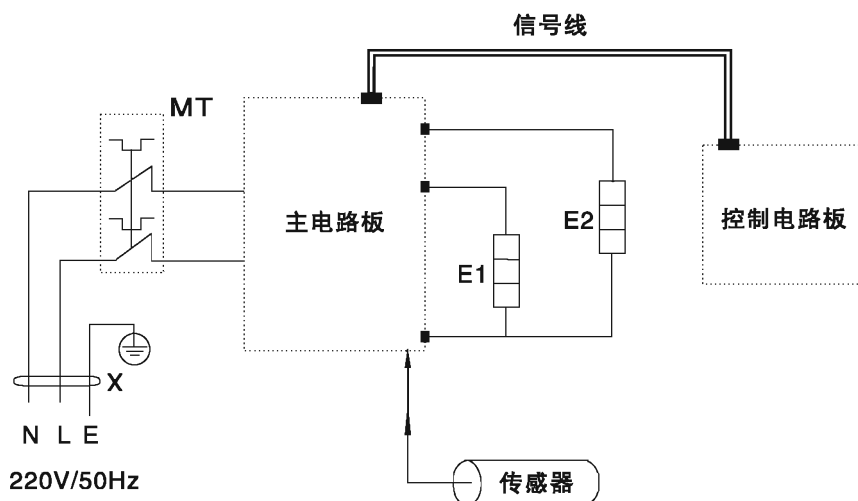 信号线
MT
主电路板
E2
控制电路板
E1
X
N L E
220V/50Hz
传感器